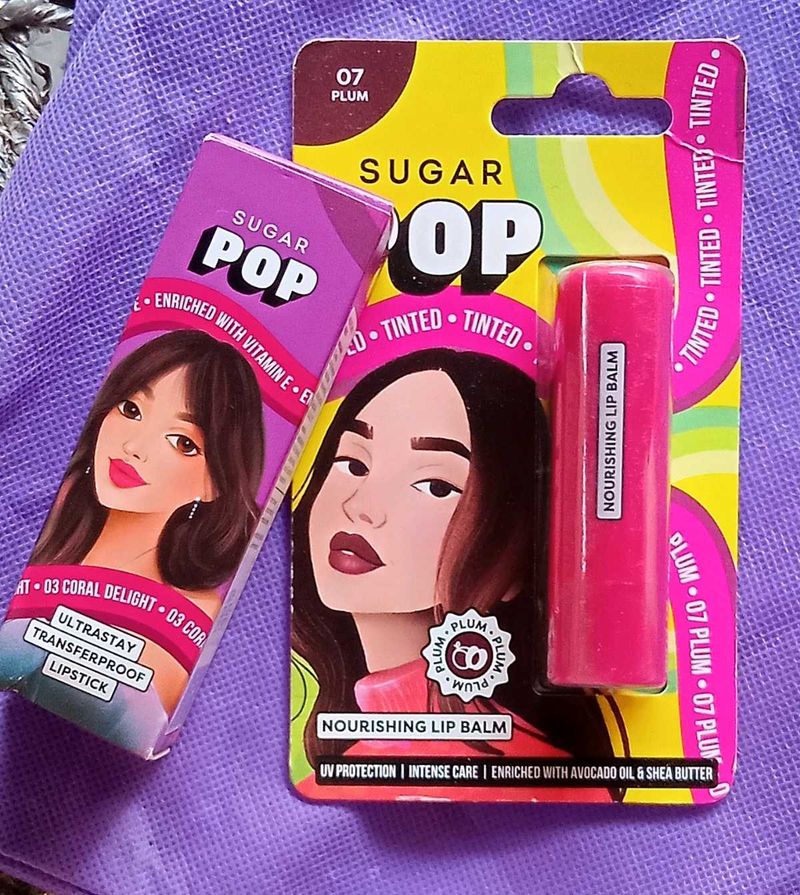 SUGAR
POP
E • ENRICHED WITH VITAMIN E •
03 CORAL DELIGHT • 03
ULTRASTAY
TRANSFERPROOF
LIPSTICK
07
PLUM
SUGAR
POP
TINTED • TINTED •
TINTED • TINTED • TINTED •
NOURISHING LIP BALM
PLUM • 07 PLUM • 07 PLUM
PLUM • PLUM • PLUM • PLUM • PLUM •
NOURISHING LIP BALM
UV PROTECTION | INTENSE CARE | ENRICHED WITH AVOCADO OIL & SHEA BUTTER